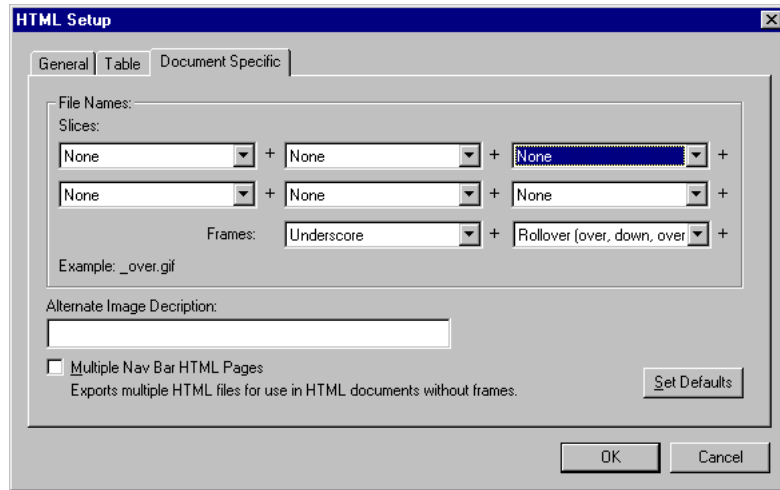 HTML Setup
General Table Document Specific
File Names:
Slices:
None + None + None +
None + None + None +
Frames: Underscore + Rollover (over, down, over +
Example: _over.gif
Alternate Image Decription:
Multiple Nav Bar HTML Pages
Exports multiple HTML files for use in HTML documents without frames.
Set Defaults
OK Cancel